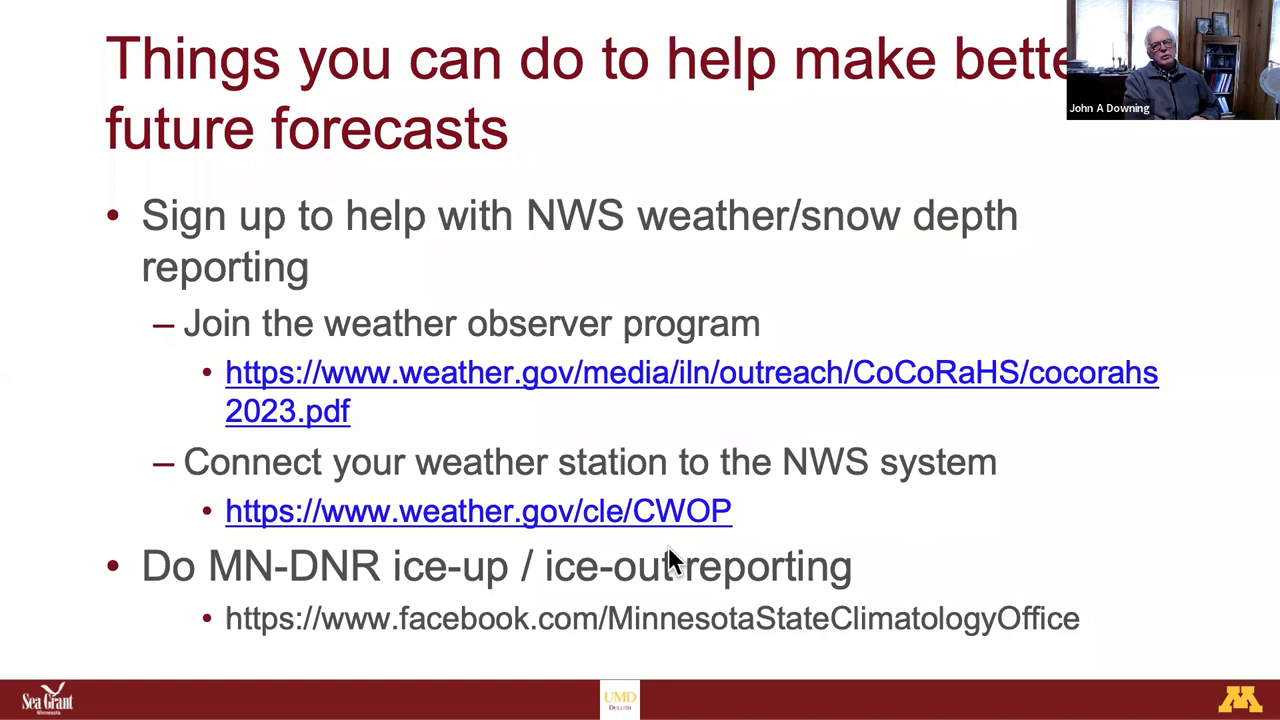 Things you can do to help make bette
future forecasts
John A Downing
• Sign up to help with NWS weather/snow depth
reporting
– Join the weather observer program
• https://www.weather.gov/media/iln/outreach/CoCoRaHS/cocorahs
2023.pdf
– Connect your weather station to the NWS system
• https://www.weather.gov/cle/CWOP
• Do MN-DNR ice-up / ice-out reporting
• https://www.facebook.com/MinnesotaStateClimatologyOffice
Sea Grant
Minnesota
UMD
DULUTH
M